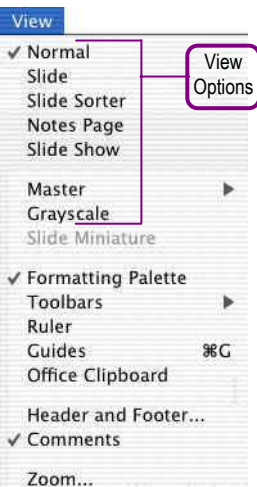 View
✓ Normal
Slide
Slide Sorter
Notes Page
Slide Show
View
Options
Master ▶
Grayscale
Slide Miniature
✓ Formatting Palette
Toolbars ▶
Ruler
Guides ⌘G
Office Clipboard
Header and Footer...
✓ Comments
Zoom...